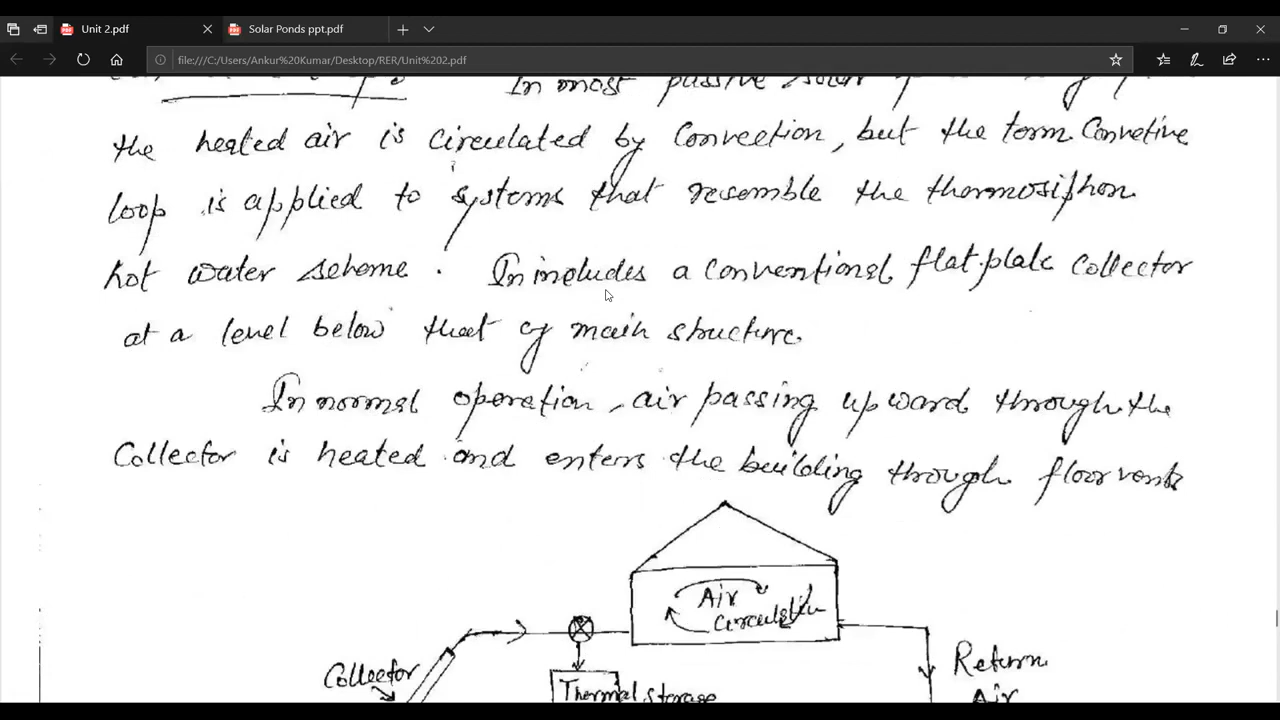 Unit 2.pdf
Solar Ponds ppt.pdf
file:///C:/Users/Ankur%20Kumar/Desktop/RER/Unit%202.pdf
In most passive solar
the heated air is circulated by Convection, but the term Convetive
loop is applied to systems that resemble the thermosiphon
hot water scheme. In includes a conventional flat-plate collector
at a level below that of main structure.
In normal operation, air passing upward through the
Collector is heated and enters the building through floor vents
Air
Circulation
Collector
Thermal storage
Return
Air